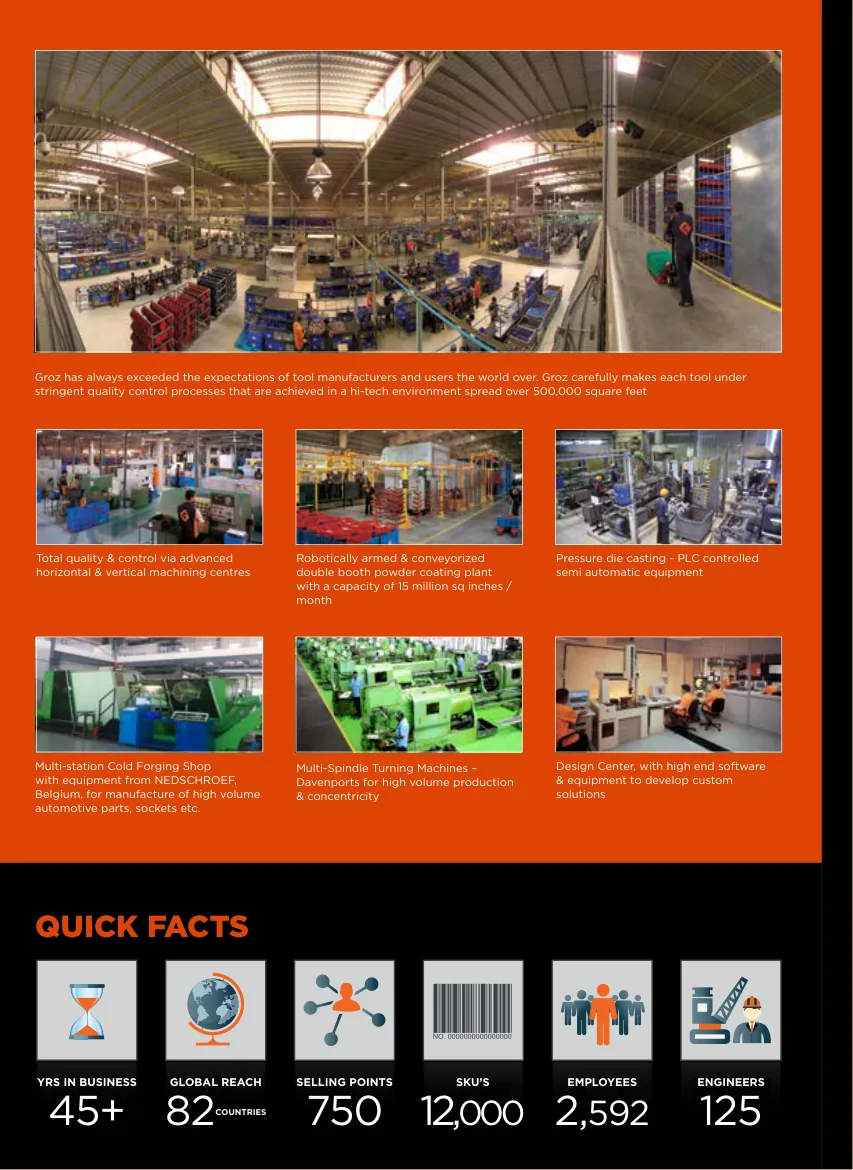 Groz has always exceeded the expectations of tool manufacturers and users the world over. Groz carefully makes each tool under
stringent quality control processes that are achieved in a hi-tech environment spread over 500,000 square feet
Total quality & control via advanced
horizontal & vertical machining centres
Robotically armed & conveyorized
double booth powder coating plant
with a capacity of 15 million sq inches /
month
Pressure die casting - PLC controlled
semi automatic equipment
Multi-station Cold Forging Shop
with equipment from NEDSCHROEF,
Belgium, for manufacture of high volume
automotive parts, sockets etc.
Multi-Spindle Turning Machines –
Davenports for high volume production
& concentricity
Design Center, with high end software
& equipment to develop custom
solutions
QUICK FACTS
NO. 0000000000000000
YRS IN BUSINESS
45+
GLOBAL REACH
82 COUNTRIES
SELLING POINTS
750
SKU'S
12,000
EMPLOYEES
2,592
ENGINEERS
125